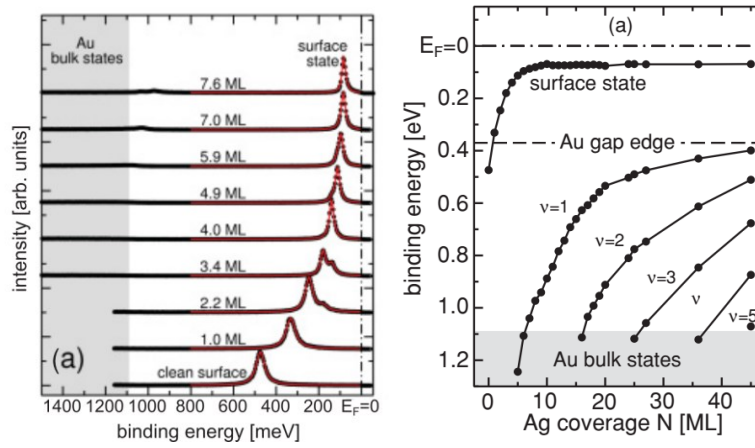 Au
bulk states
surface
state
7.6 ML
7.0 ML
5.9 ML
4.9 ML
4.0 ML
3.4 ML
2.2 ML
1.0 ML
clean surface
(a)
intensity [arb. units]
1400 1200 1000 800 600 400 200 E_F=0
binding energy [meV]
(a)
E_F=0
surface state
Au gap edge
ν=1
ν=2
ν=3
ν
ν=5
Au bulk states
0.0
0.2
0.4
0.6
0.8
1.0
1.2
binding energy [eV]
0 10 20 30 40
Ag coverage N [ML]